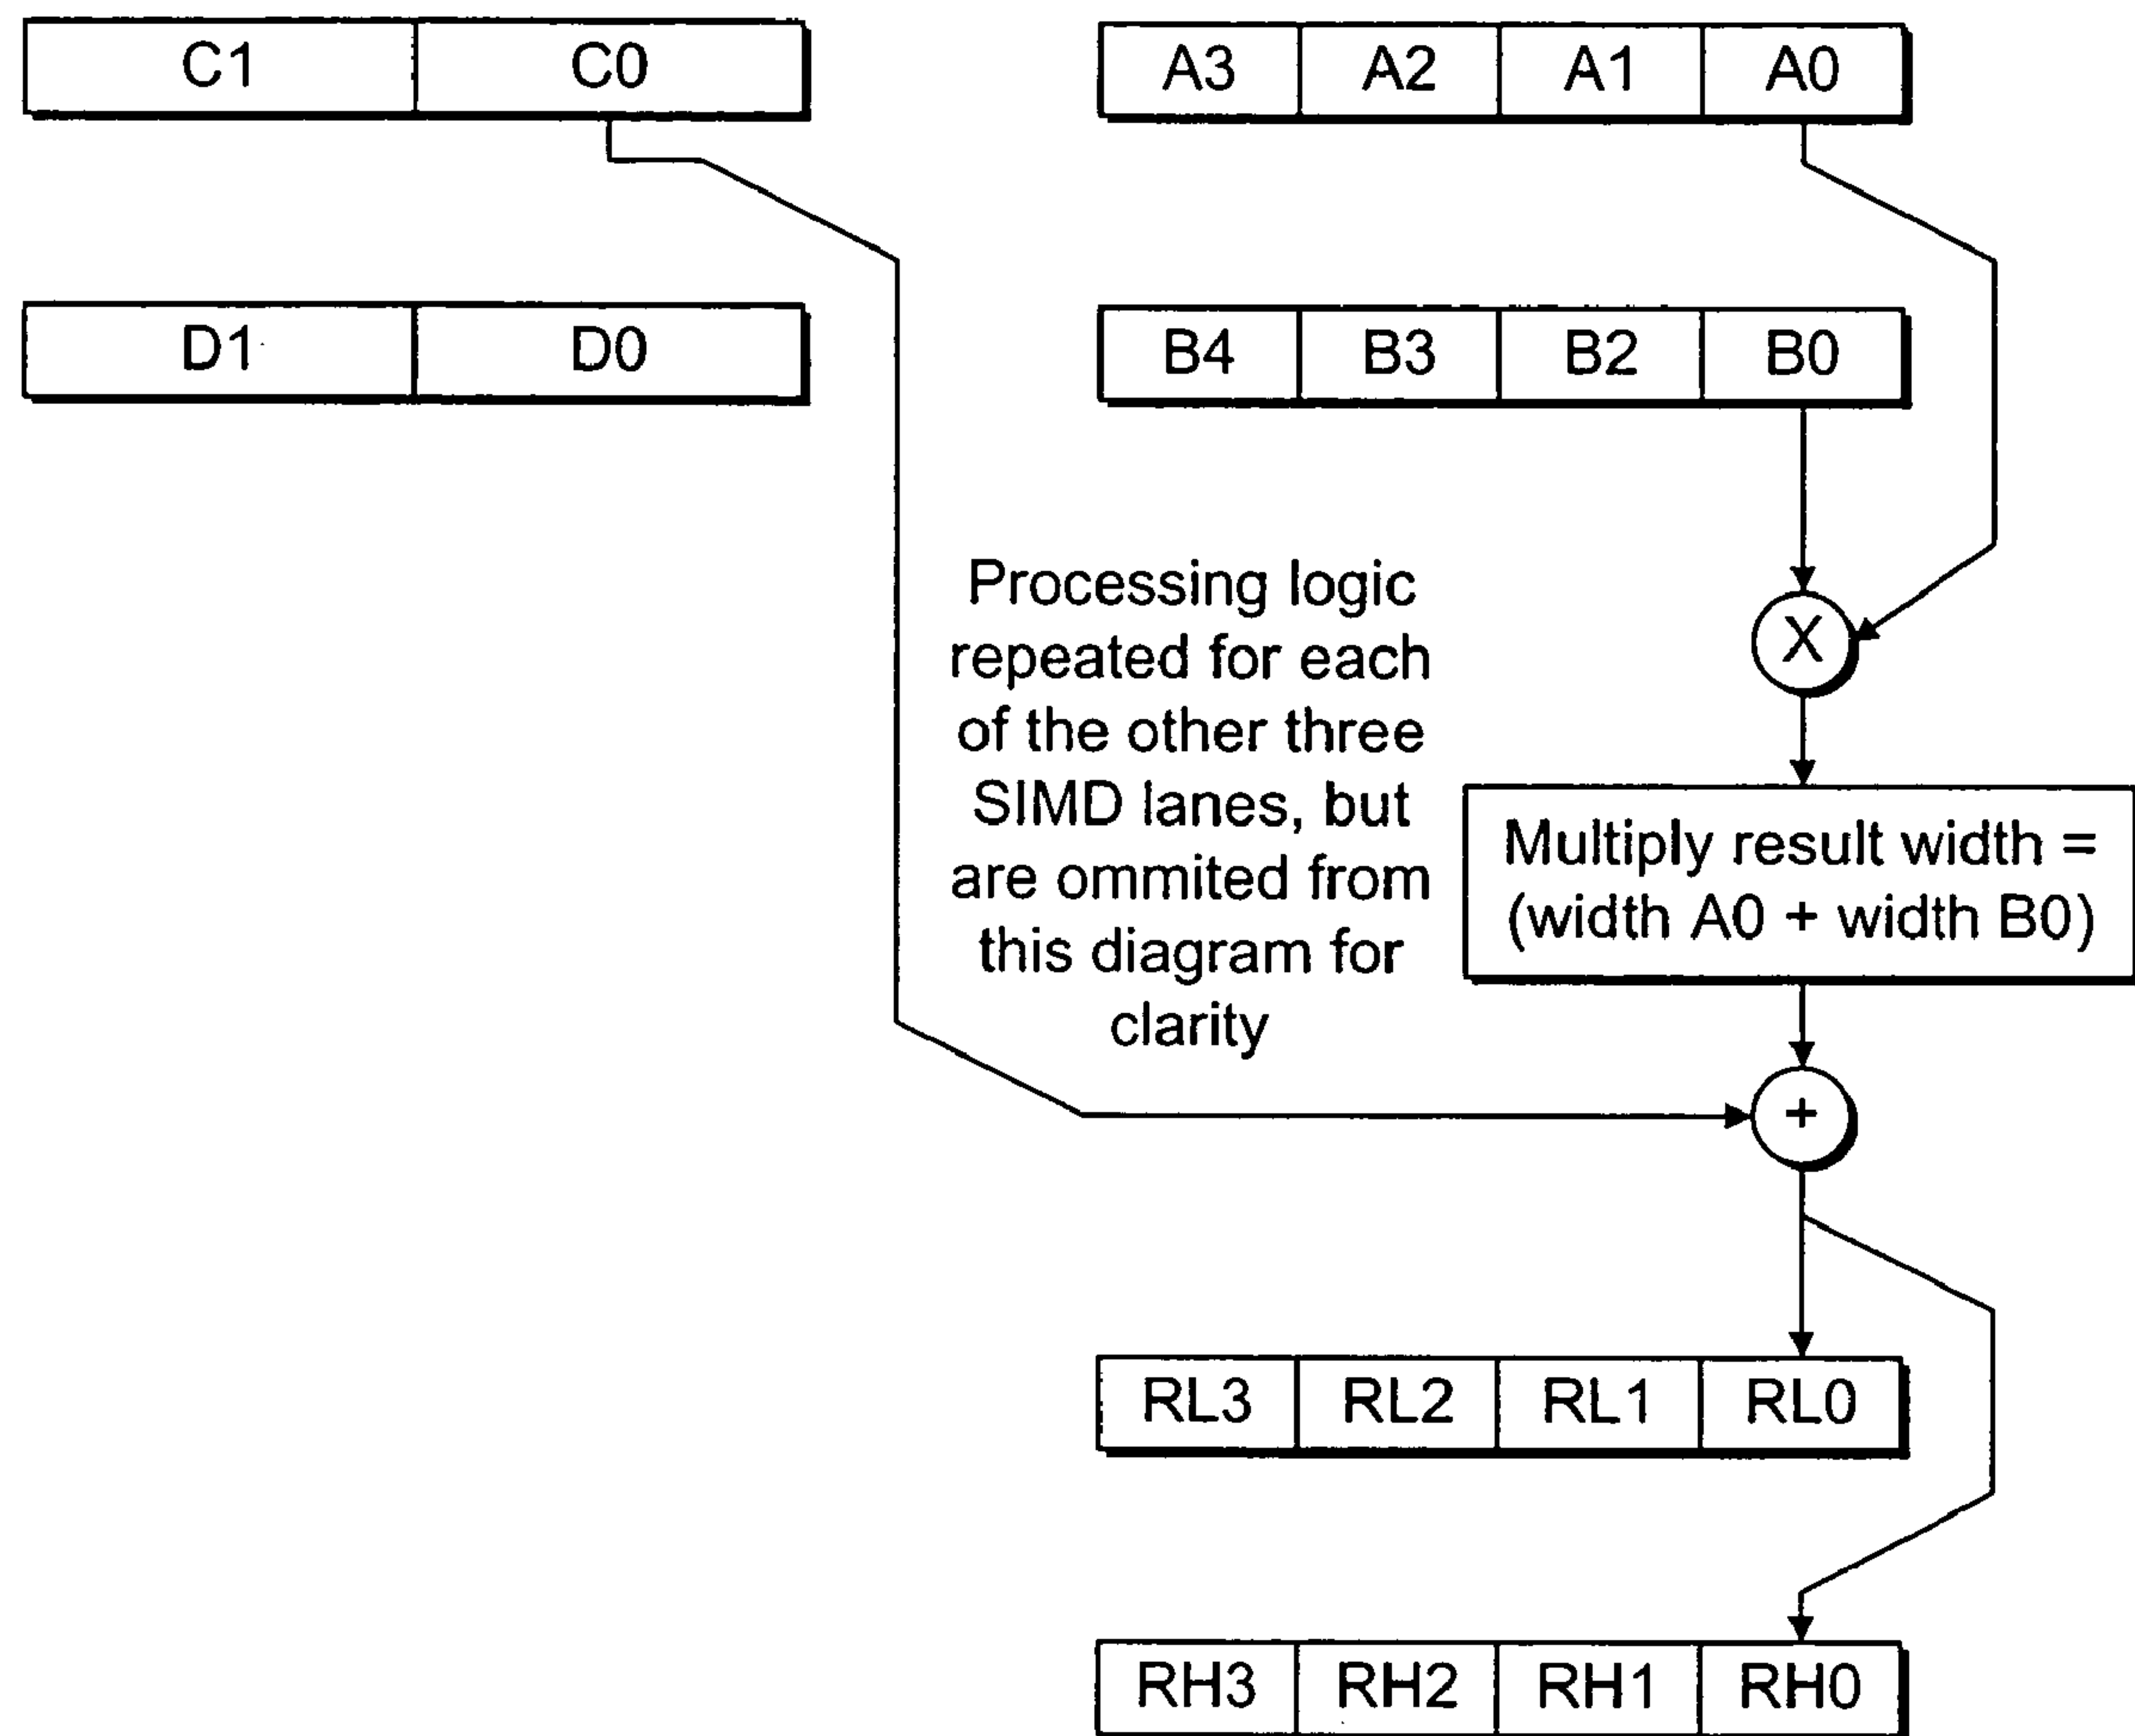 C1 C0 A3 A2 A1 A0
D1 D0 B4 B3 B2 B0
Processing logic
repeated for each
of the other three
SIMD lanes, but
are ommited from
this diagram for
clarity
X
Multiply result width =
(width A0 + width B0)
+
RL3 RL2 RL1 RL0
RH3 RH2 RH1 RH0